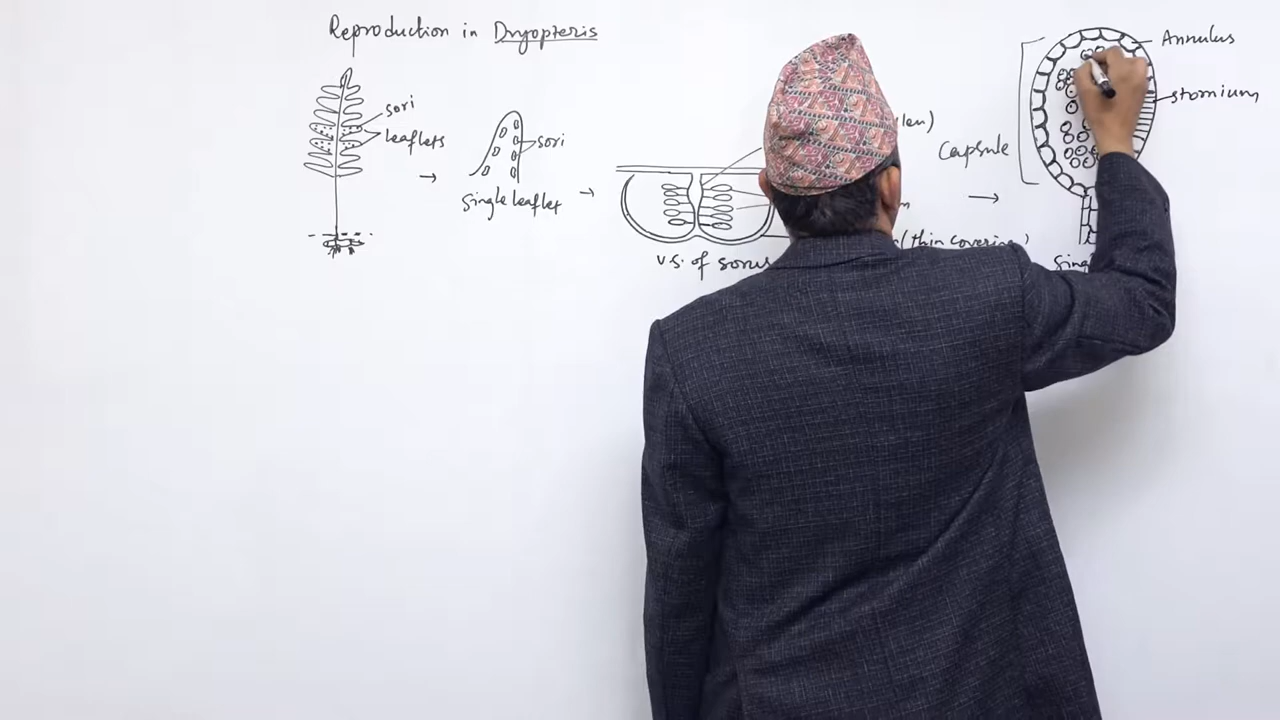 Reproduction in Dryopteris
sori
leaflets
sori
single leaflet
v.s. of sorus
(thin covering)
Capsule
Annulus
stomium